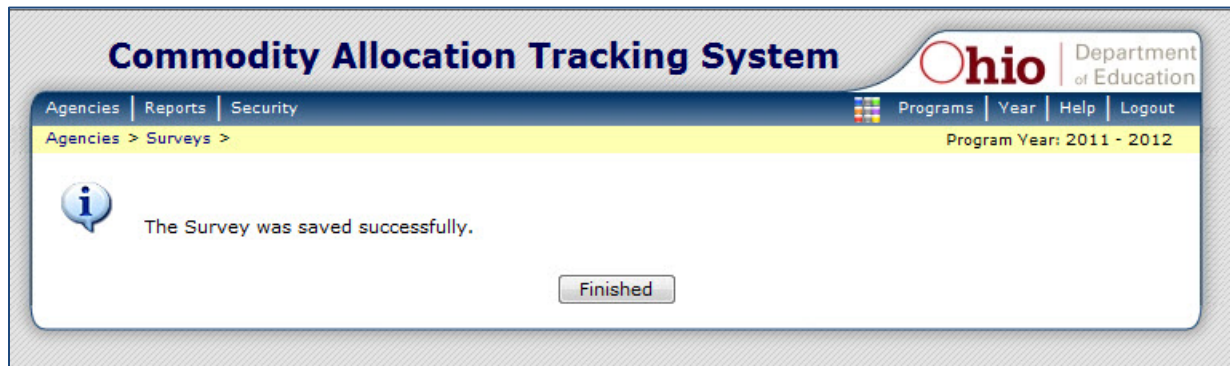 Commodity Allocation Tracking System
Ohio Department of Education
Agencies | Reports | Security Programs | Year | Help | Logout
Agencies > Surveys > Program Year: 2011 - 2012
i
The Survey was saved successfully.
Finished